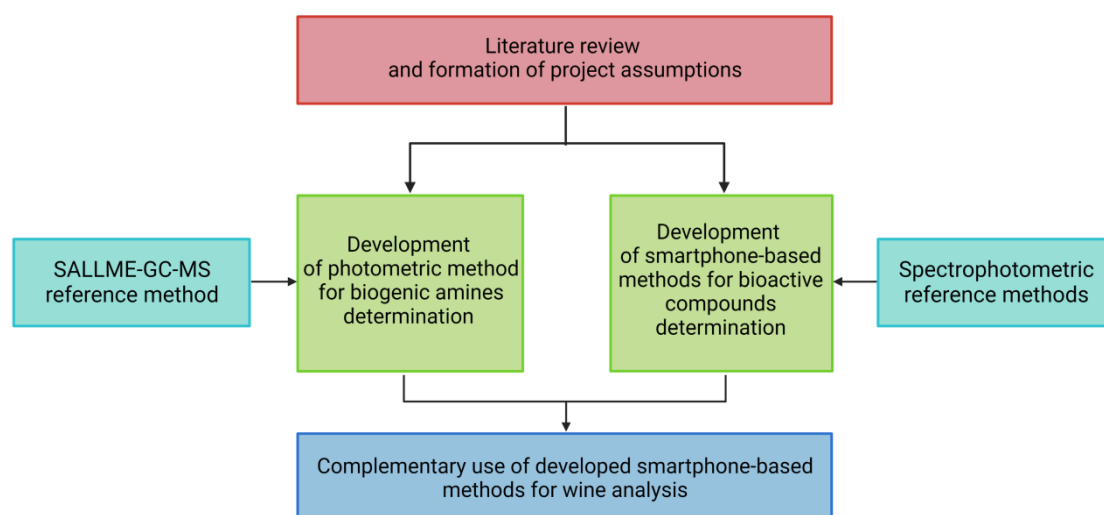 Literature review
and formation of project assumptions
SALLME-GC-MS
reference method
Development
of photometric method
for biogenic amines
determination
Development
of smartphone-based
methods for bioactive
compounds
determination
Spectrophotometric
reference methods
Complementary use of developed smartphone-based
methods for wine analysis